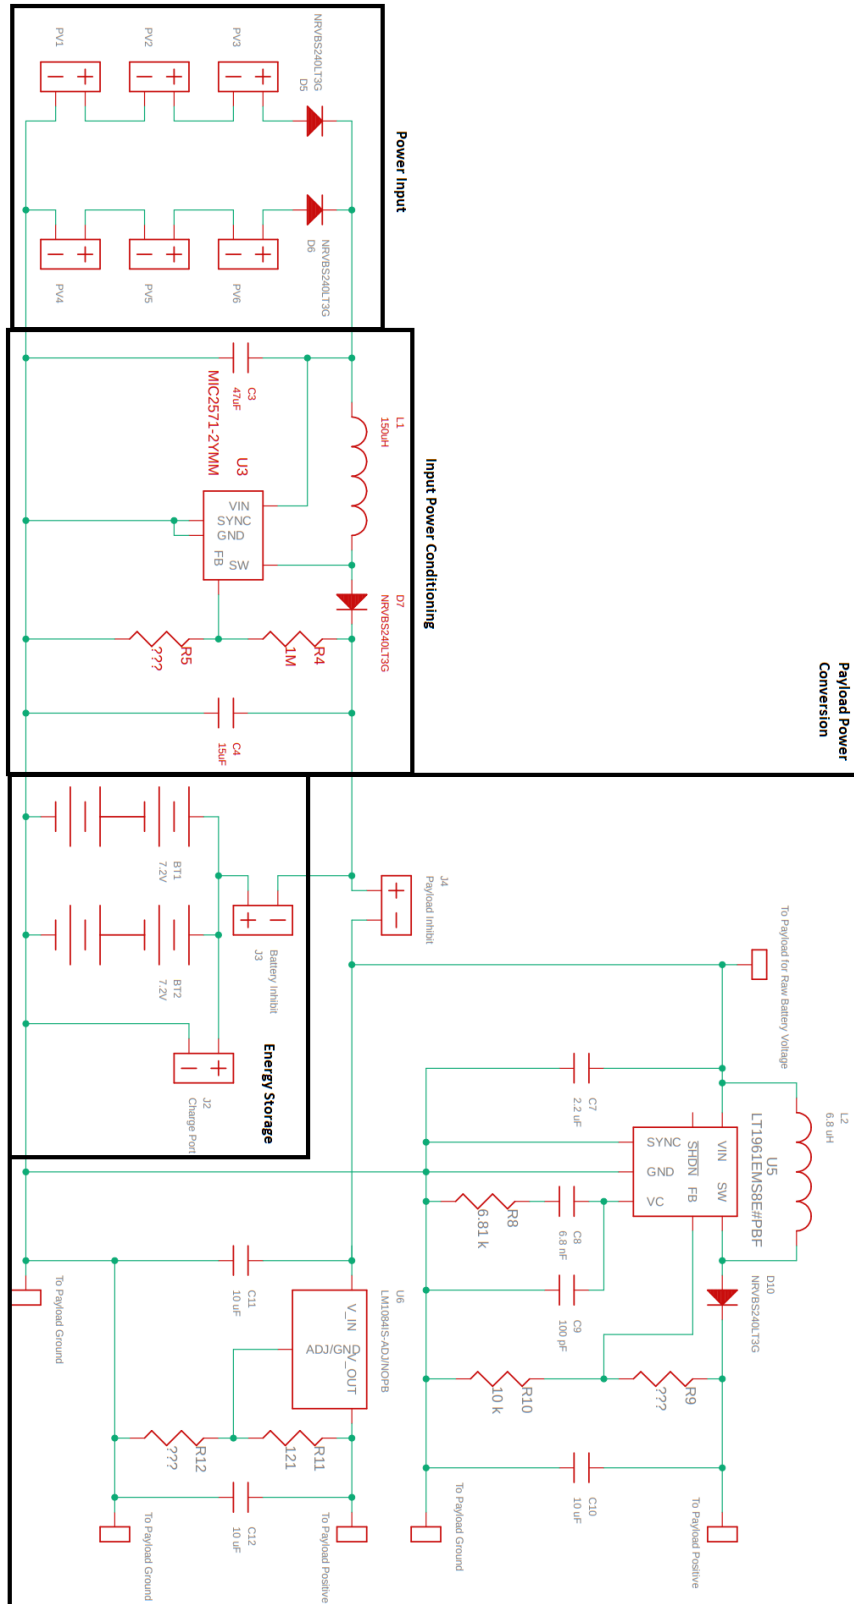 Power Input
PV1
PV2
PV3
NRVBS240LT3G
D5
PV4
PV5
PV6
D6
NRVBS240LT3G
Input Power Conditioning
C3
47uF
MIC2571-2YMM
U3
VIN
SYNC
GND
FB
SW
L1
150uH
D7
NRVBS240LT3G
R4
1M
R5
???
C4
15uF
Payload Power
Conversion
Energy Storage
BT1
7.2V
BT2
7.2V
Battery Inhibit
J3
J2
Charge Port
J4
Payload Inhibit
To Payload for Raw Battery Voltage
L2
6.8 uH
C7
2.2 uF
U5
LT1961EMS8E#PBF
VIN
SW
SYNC
SHDN
GND
FB
VC
R8
6.81 k
C8
6.8 nF
C9
100 pF
D10
NRVBS240LT3G
R9
???
R10
10 k
C10
10 uF
To Payload Positive
To Payload Ground
To Payload Ground
C11
10 uF
U6
LM1084IS-ADJ/NOPB
V_IN
ADJ/GND
V_OUT
R11
121
R12
???
C12
10 uF
To Payload Positive
To Payload Ground